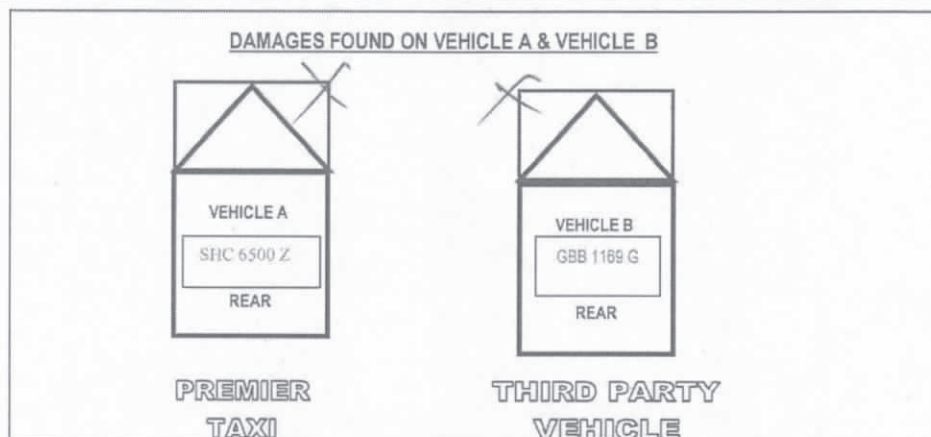 DAMAGES FOUND ON VEHICLE A & VEHICLE B
VEHICLE A
SHC 6500 Z
REAR
PREMIER
TAXI
VEHICLE B
GBB 1169 G
REAR
THIRD PARTY
VEHICLE